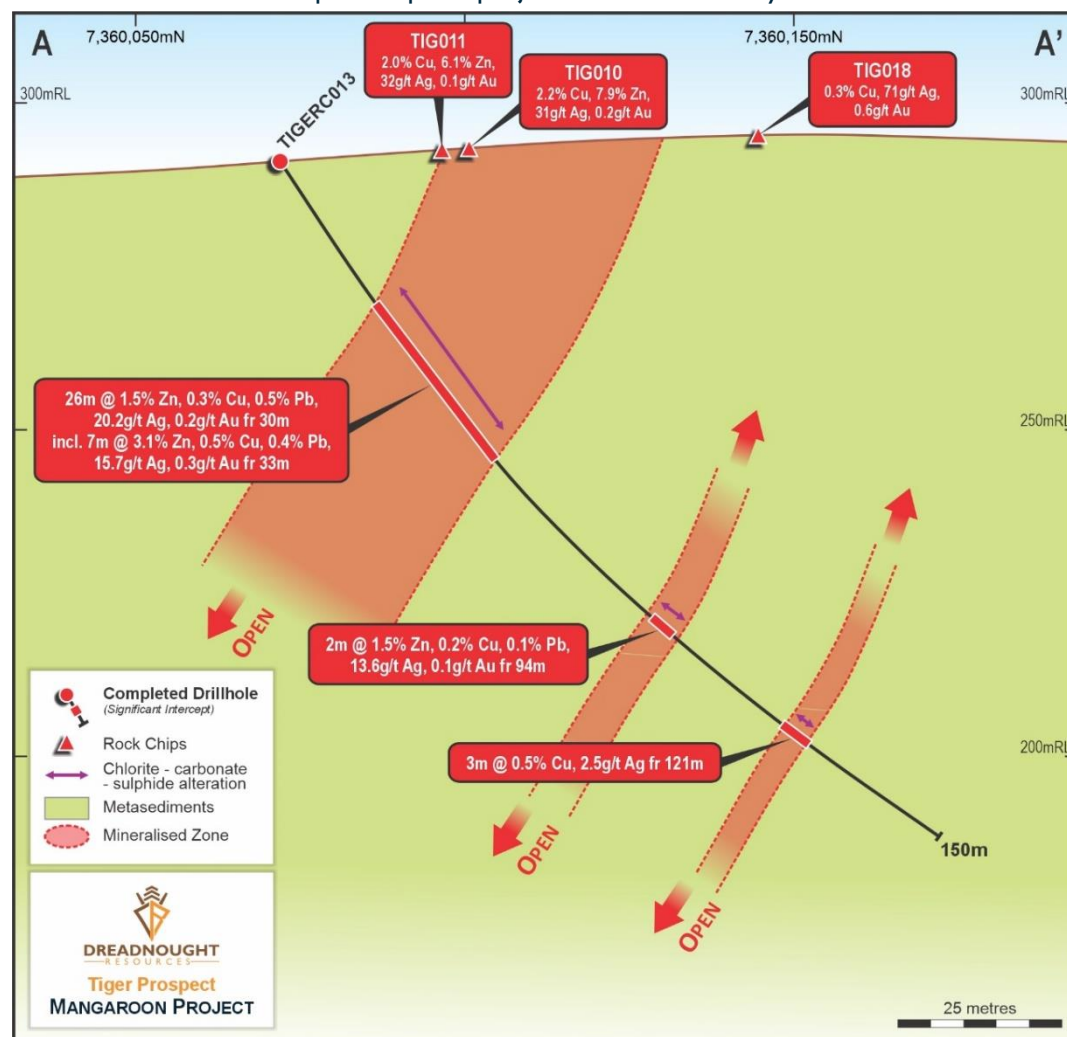 A
7,360,050mN
7,360,150mN
A'
300mRL
300mRL
TIGERC013
TIG011
2.0% Cu, 6.1% Zn,
32g/t Ag, 0.1g/t Au
TIG010
2.2% Cu, 7.9% Zn,
31g/t Ag, 0.2g/t Au
TIG018
0.3% Cu, 71g/t Ag,
0.6g/t Au
26m @ 1.5% Zn, 0.3% Cu, 0.5% Pb,
20.2g/t Ag, 0.2g/t Au fr 30m
incl. 7m @ 3.1% Zn, 0.5% Cu, 0.4% Pb,
15.7g/t Ag, 0.3g/t Au fr 33m
250mRL
OPEN
2m @ 1.5% Zn, 0.2% Cu, 0.1% Pb,
13.6g/t Ag, 0.1g/t Au fr 94m
3m @ 0.5% Cu, 2.5g/t Ag fr 121m
200mRL
OPEN
OPEN
150m
Completed Drillhole
(Significant Intercept)
Rock Chips
Chlorite - carbonate
- sulphide alteration
Metasediments
Mineralised Zone
DREADNOUGHT
RESOURCES
Tiger Prospect
MANGAROON PROJECT
25 metres